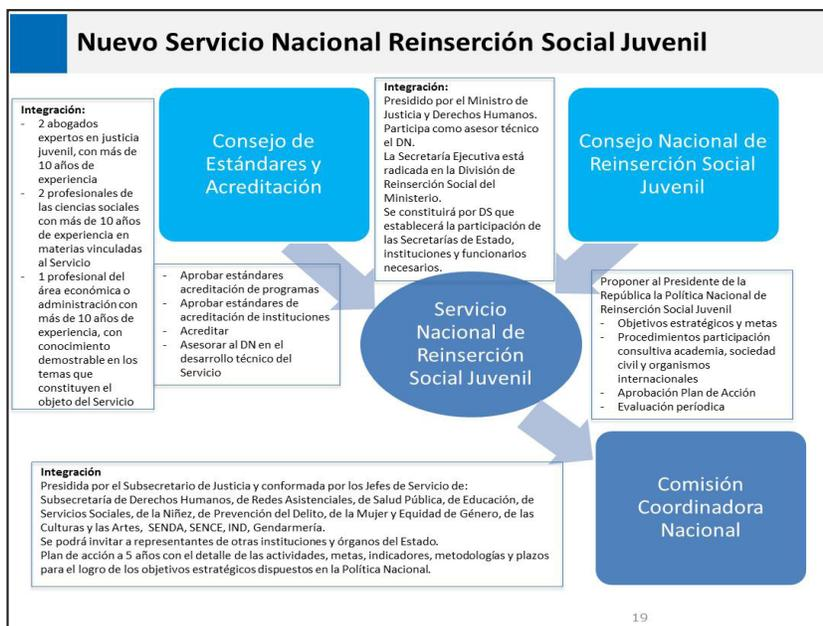 Nuevo Servicio Nacional Reinserción Social Juvenil
Integración:
- 2 abogados
expertos en justicia
juvenil, con más de
10 años de
experiencia
- 2 profesionales de
las ciencias sociales
con más de 10 años
de experiencia en
materias vinculadas
al Servicio
- 1 profesional del
área económica o
administración con
más de 10 años de
experiencia, con
conocimiento
demostrable en los
temas que
constituyen el
objeto del Servicio
Consejo de
Estándares y
Acreditación
Integración:
Presidido por el Ministro de
Justicia y Derechos Humanos.
Participa como asesor técnico
el DN.
La Secretaría Ejecutiva está
radicada en la División de
Reinserción Social del
Ministerio.
Se constituirá por DS que
establecerá la participación de
las Secretarías de Estado,
instituciones y funcionarios
necesarios.
Consejo Nacional de
Reinserción Social
Juvenil
- Aprobar estándares
acreditación de programas
- Aprobar estándares de
acreditación de instituciones
- Acreditar
- Asesorar al DN en el
desarrollo técnico del
Servicio
Servicio
Nacional de
Reinserción
Social Juvenil
Proponer al Presidente de la
República la Política Nacional de
Reinserción Social Juvenil
- Objetivos estratégicos y metas
- Procedimientos participación
consultiva academia, sociedad
civil y organismos
internacionales
- Aprobación Plan de Acción
- Evaluación períodica
Integración
Presidida por el Subsecretario de Justicia y conformada por los Jefes de Servicio de:
Subsecretaría de Derechos Humanos, de Redes Asistenciales, de Salud Pública, de Educación, de
Servicios Sociales, de la Niñez, de Prevención del Delito, de la Mujer y Equidad de Género, de las
Culturas y las Artes, SENDA, SENCE, IND, Gendarmería.
Se podrá invitar a representantes de otras instituciones y órganos del Estado.
Plan de acción a 5 años con el detalle de las actividades, metas, indicadores, metodologías y plazos
para el logro de los objetivos estratégicos dispuestos en la Política Nacional.
Comisión
Coordinadora
Nacional
19